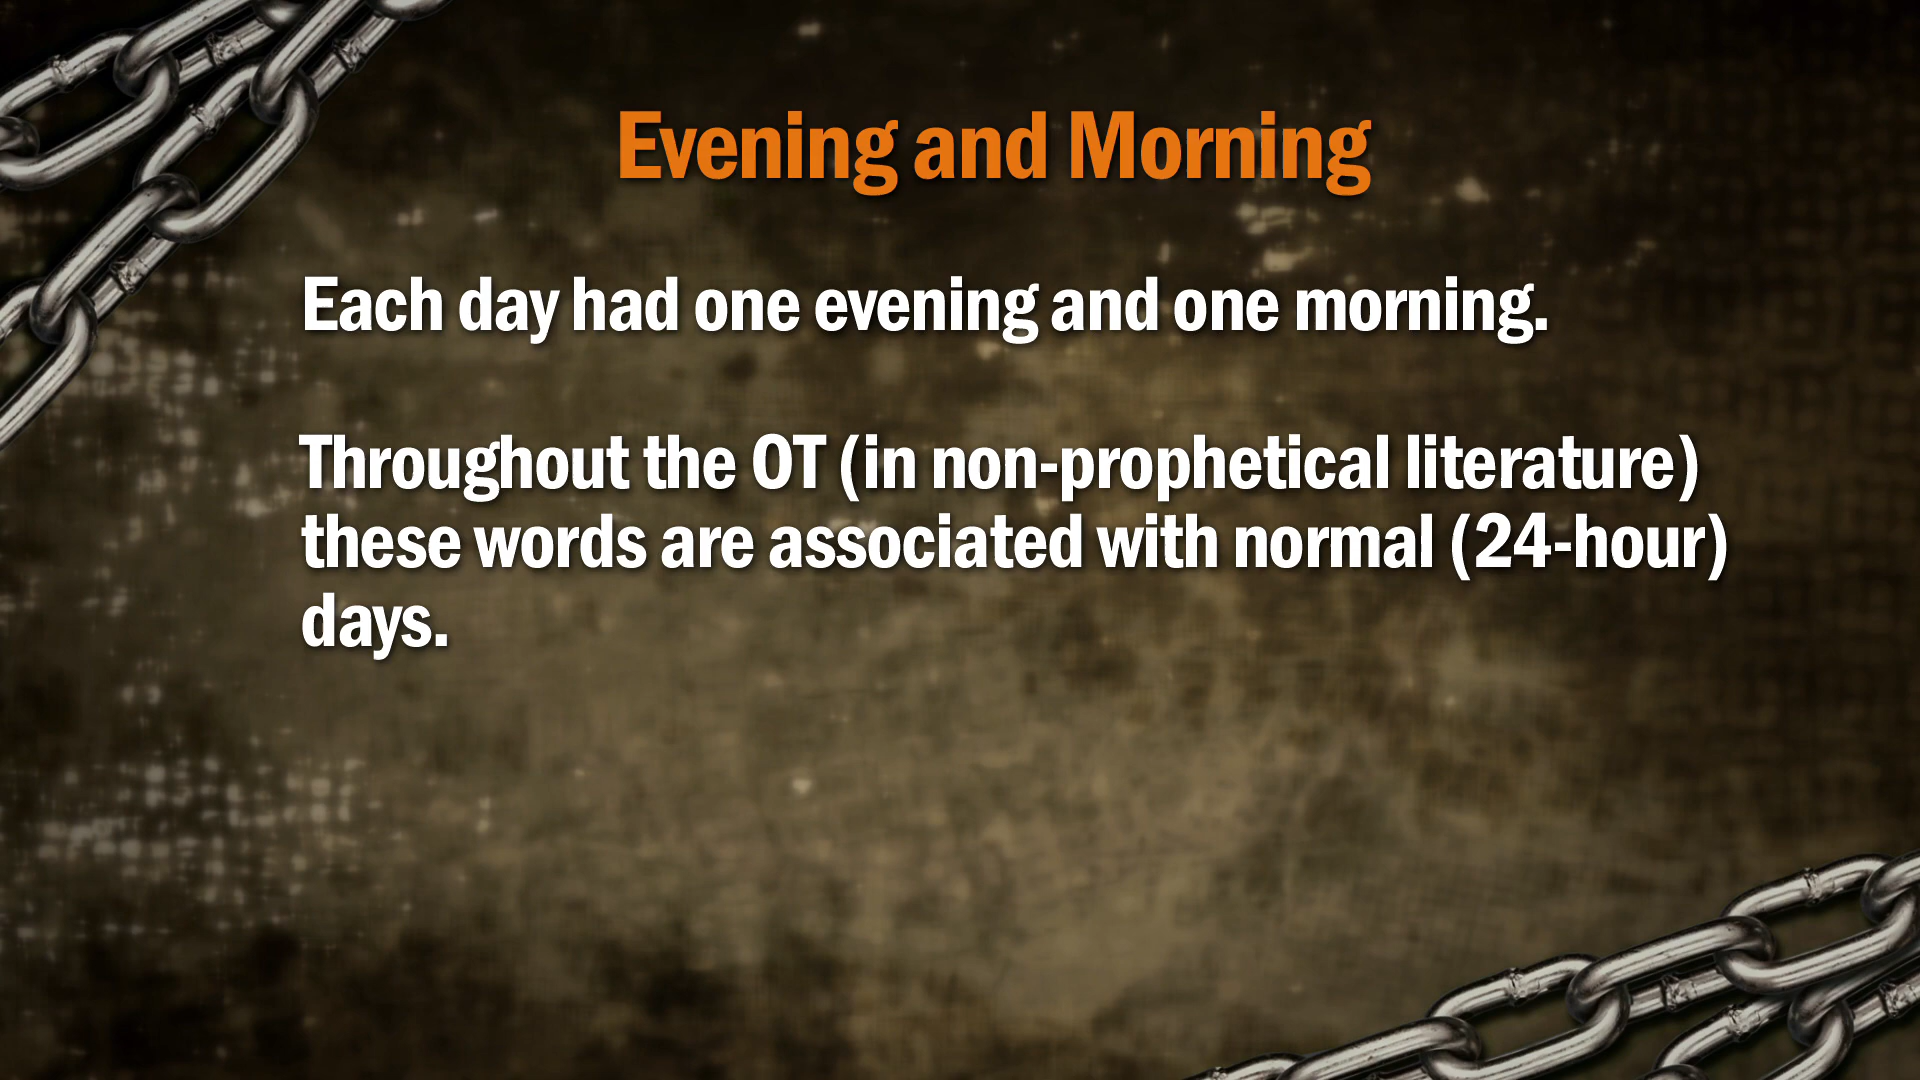 Evening and Morning
Each day had one evening and one morning.
Throughout the OT (in non-prophetical literature)
these words are associated with normal (24-hour)
days.